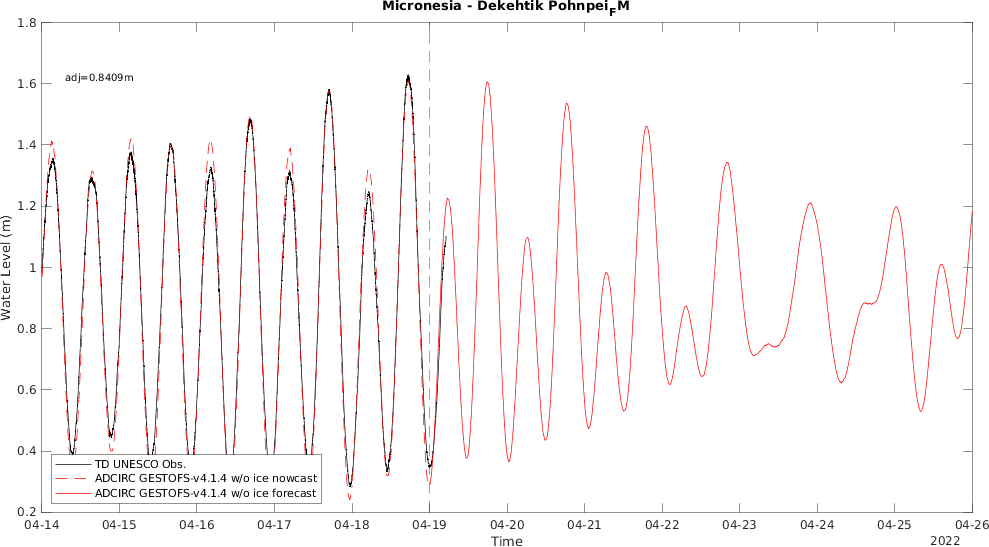 Micronesia - Dekehtik Pohnpei_FM
adj=0.8409m
Water Level (m)
1.8
1.6
1.4
1.2
1
0.8
0.6
0.4
0.2
TD UNESCO Obs.
ADCIRC GESTOFS-v4.1.4 w/o ice nowcast
ADCIRC GESTOFS-v4.1.4 w/o ice forecast
04-14 04-15 04-16 04-17 04-18 04-19 04-20 04-21 04-22 04-23 04-24 04-25 04-26
Time
2022